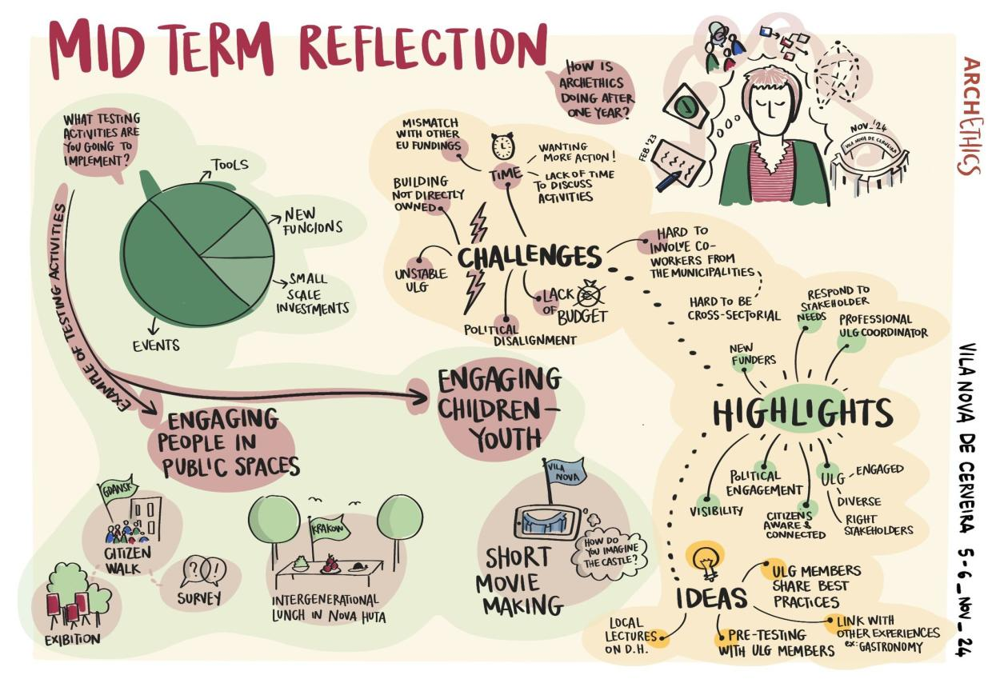 MID TERM REFLECTION
HOW IS
ARCHETHICS
DOING AFTER
ONE YEAR?
FEB '23
NOV_'24
VILA NOVA DE CERVEIRA
ARCHETHICS
VILA NOVA DE CERVEIRA 5-6_NOV_24
WHAT TESTING
ACTIVITIES ARE
YOU GOING TO
IMPLEMENT?
TOOLS
NEW
FUNCIONS
SMALL
SCALE
INVESTMENTS
EVENTS
EXAMPLE OF TESTING ACTIVITIES
ENGAGING
PEOPLE IN
PUBLIC SPACES
ENGAGING
CHILDREN-
YOUTH
GDANSK
CITIZEN
WALK
EXIBITION
?!
SURVEY
KRAKOW
INTERGENERATIONAL
LUNCH IN NOVA HUTA
VILA
NOVA
SHORT
MOVIE
MAKING
HOW DO
YOU IMAGINE
THE CASTLE?
CHALLENGES
MISMATCH
WITH OTHER
EU FUNDINGS
TIME
WANTING
MORE ACTION!
LACK OF TIME
TO DISCUSS
ACTIVITIES
BUILDING
NOT DIRECTLY
OWNED
UNSTABLE
ULG
POLITICAL
DISALIGNMENT
LACK
OF
BUDGET
€
HARD TO
INVOLVE CO-
WORKERS FROM
THE MUNICIPALITIES
HARD TO BE
CROSS-SECTORIAL
HIGHLIGHTS
NEW
FUNDERS
RESPOND TO
STAKEHOLDER
NEEDS
PROFESSIONAL
ULG COORDINATOR
VISIBILITY
POLITICAL
ENGAGEMENT
CITIZENS
AWARE &
CONNECTED
ULG
ENGAGED
DIVERSE
RIGHT
STAKEHOLDERS
IDEAS
ULG MEMBERS
SHARE BEST
PRACTICES
LOCAL
LECTURES
ON D.H.
PRE-TESTING
WITH ULG MEMBERS
LINK WITH
OTHER EXPERIENCES
ex: GASTRONOMY